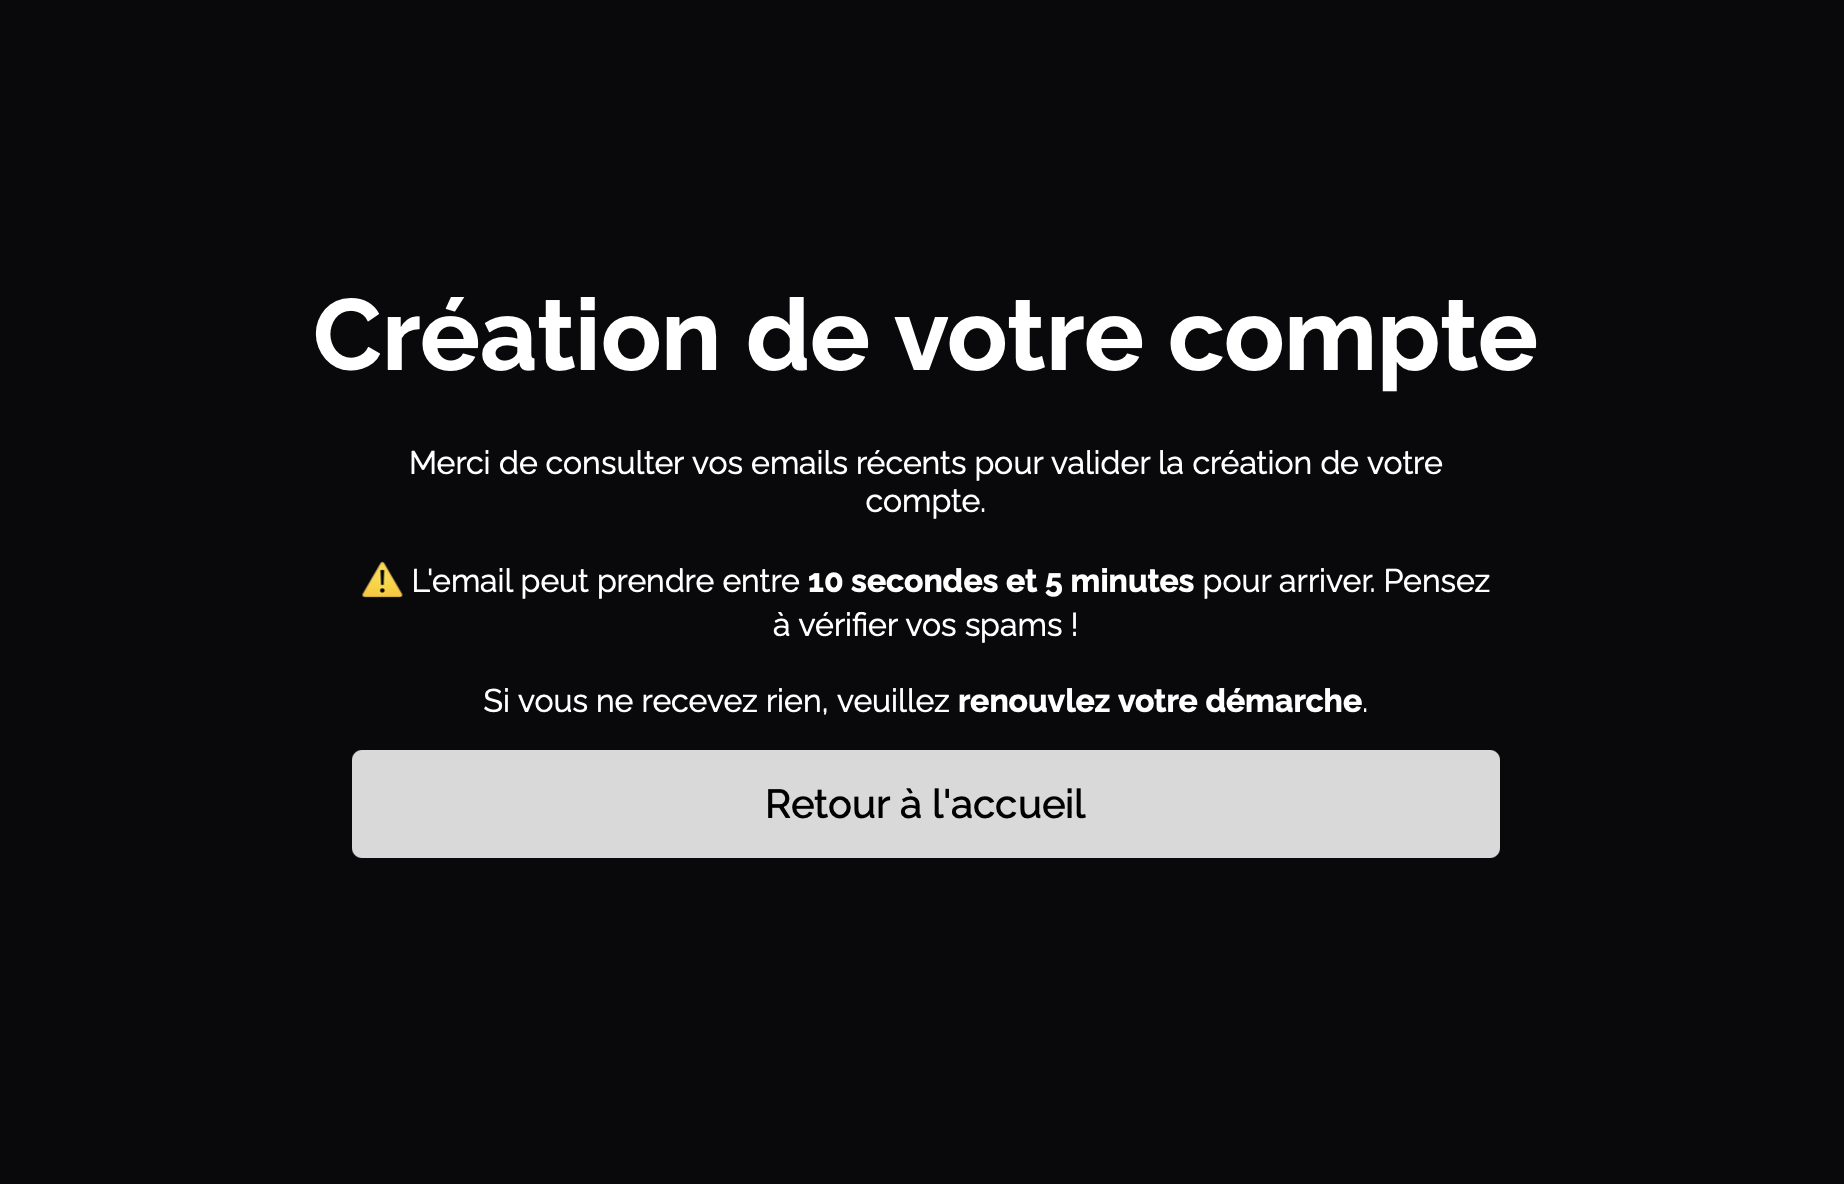 Création de votre compte
Merci de consulter vos emails récents pour valider la création de votre
compte.
⚠️ L'email peut prendre entre 10 secondes et 5 minutes pour arriver. Pensez
à vérifier vos spams !
Si vous ne recevez rien, veuillez renouvlez votre démarche.
Retour à l'accueil